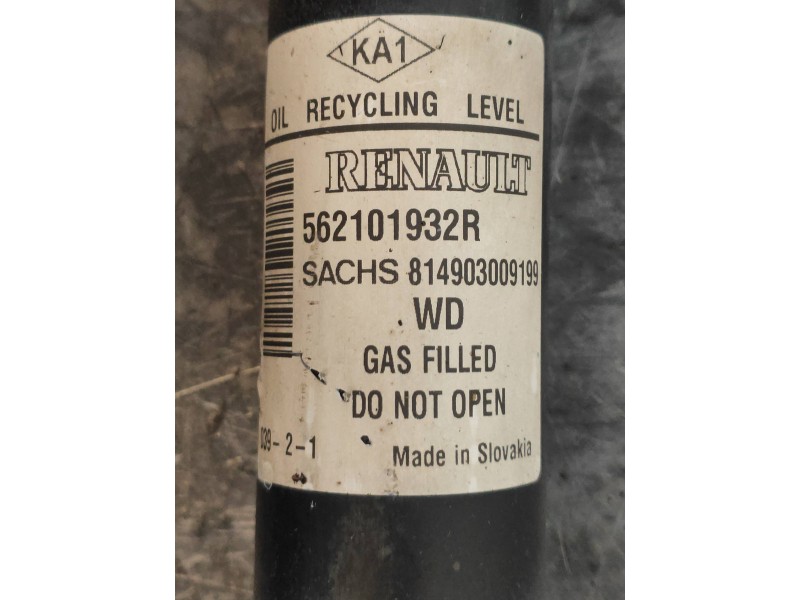 KA1
OIL RECYCLING LEVEL
RENAULT
562101932R
SACHS 814903009199
WD
GAS FILLED
DO NOT OPEN
039-2-1
Made in Slovakia